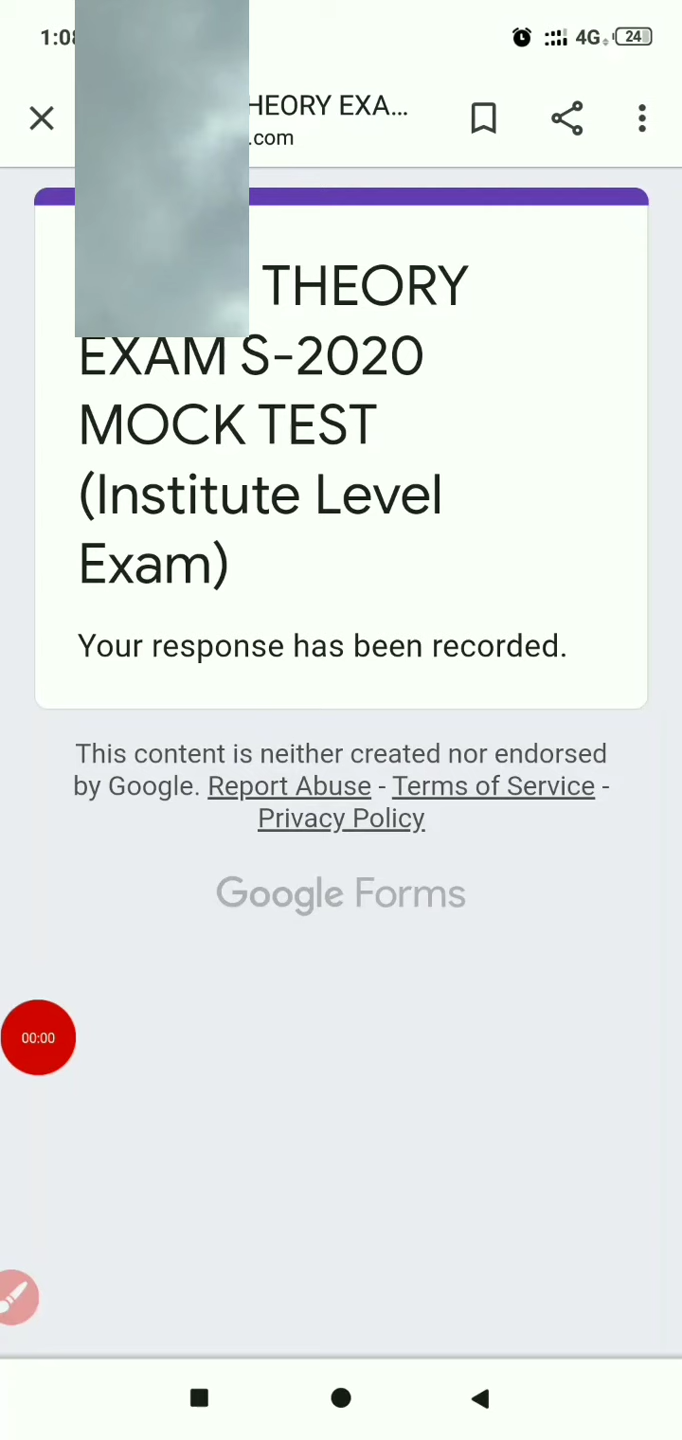 1:08
4G
24
HEORY EXA...
.com
THEORY
EXAM S-2020
MOCK TEST
(Institute Level
Exam)
Your response has been recorded.
This content is neither created nor endorsed
by Google. Report Abuse - Terms of Service -
Privacy Policy
Google Forms
00:00